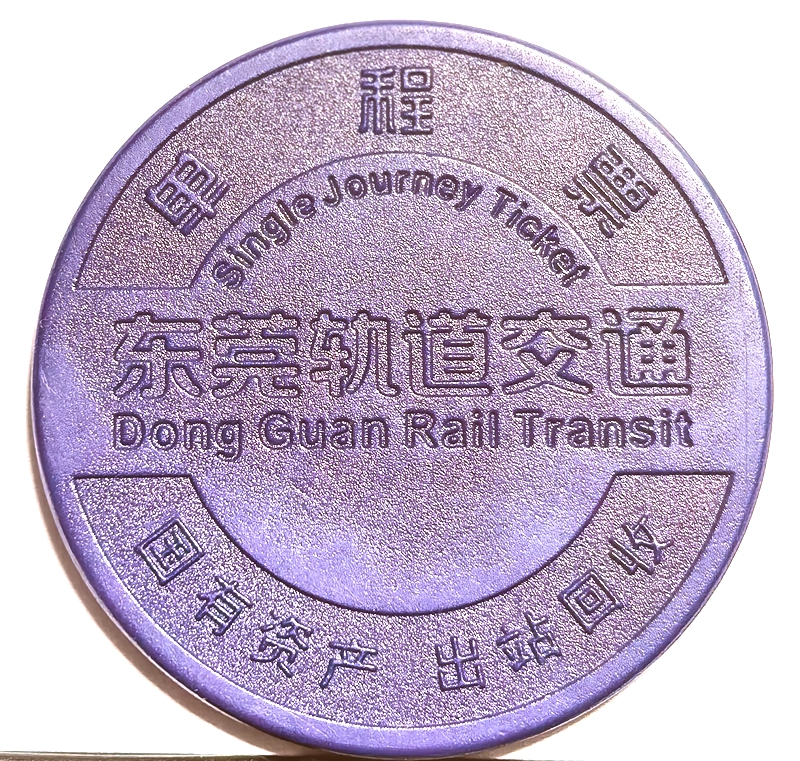 单程票
Single Journey Ticket
东莞轨道交通
Dong Guan Rail Transit
国有资产 出站回收